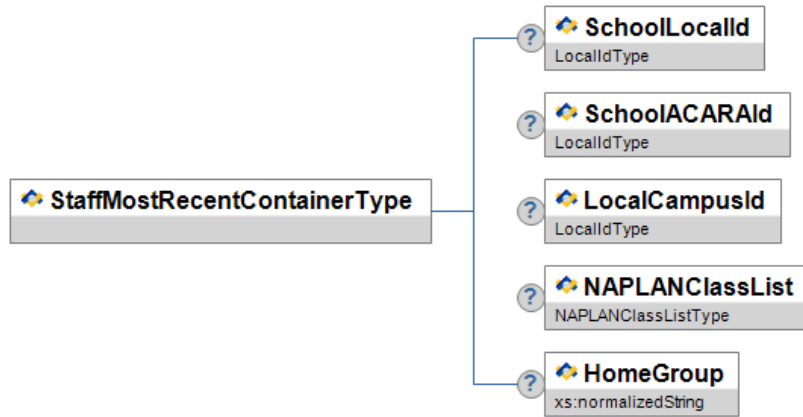 SchoolLocalId
LocalIdType
?
SchoolACARAId
LocalIdType
?
StaffMostRecentContainerType
LocalCampusId
LocalIdType
?
NAPLANClassList
NAPLANClassListType
?
HomeGroup
xs:normalizedString
?